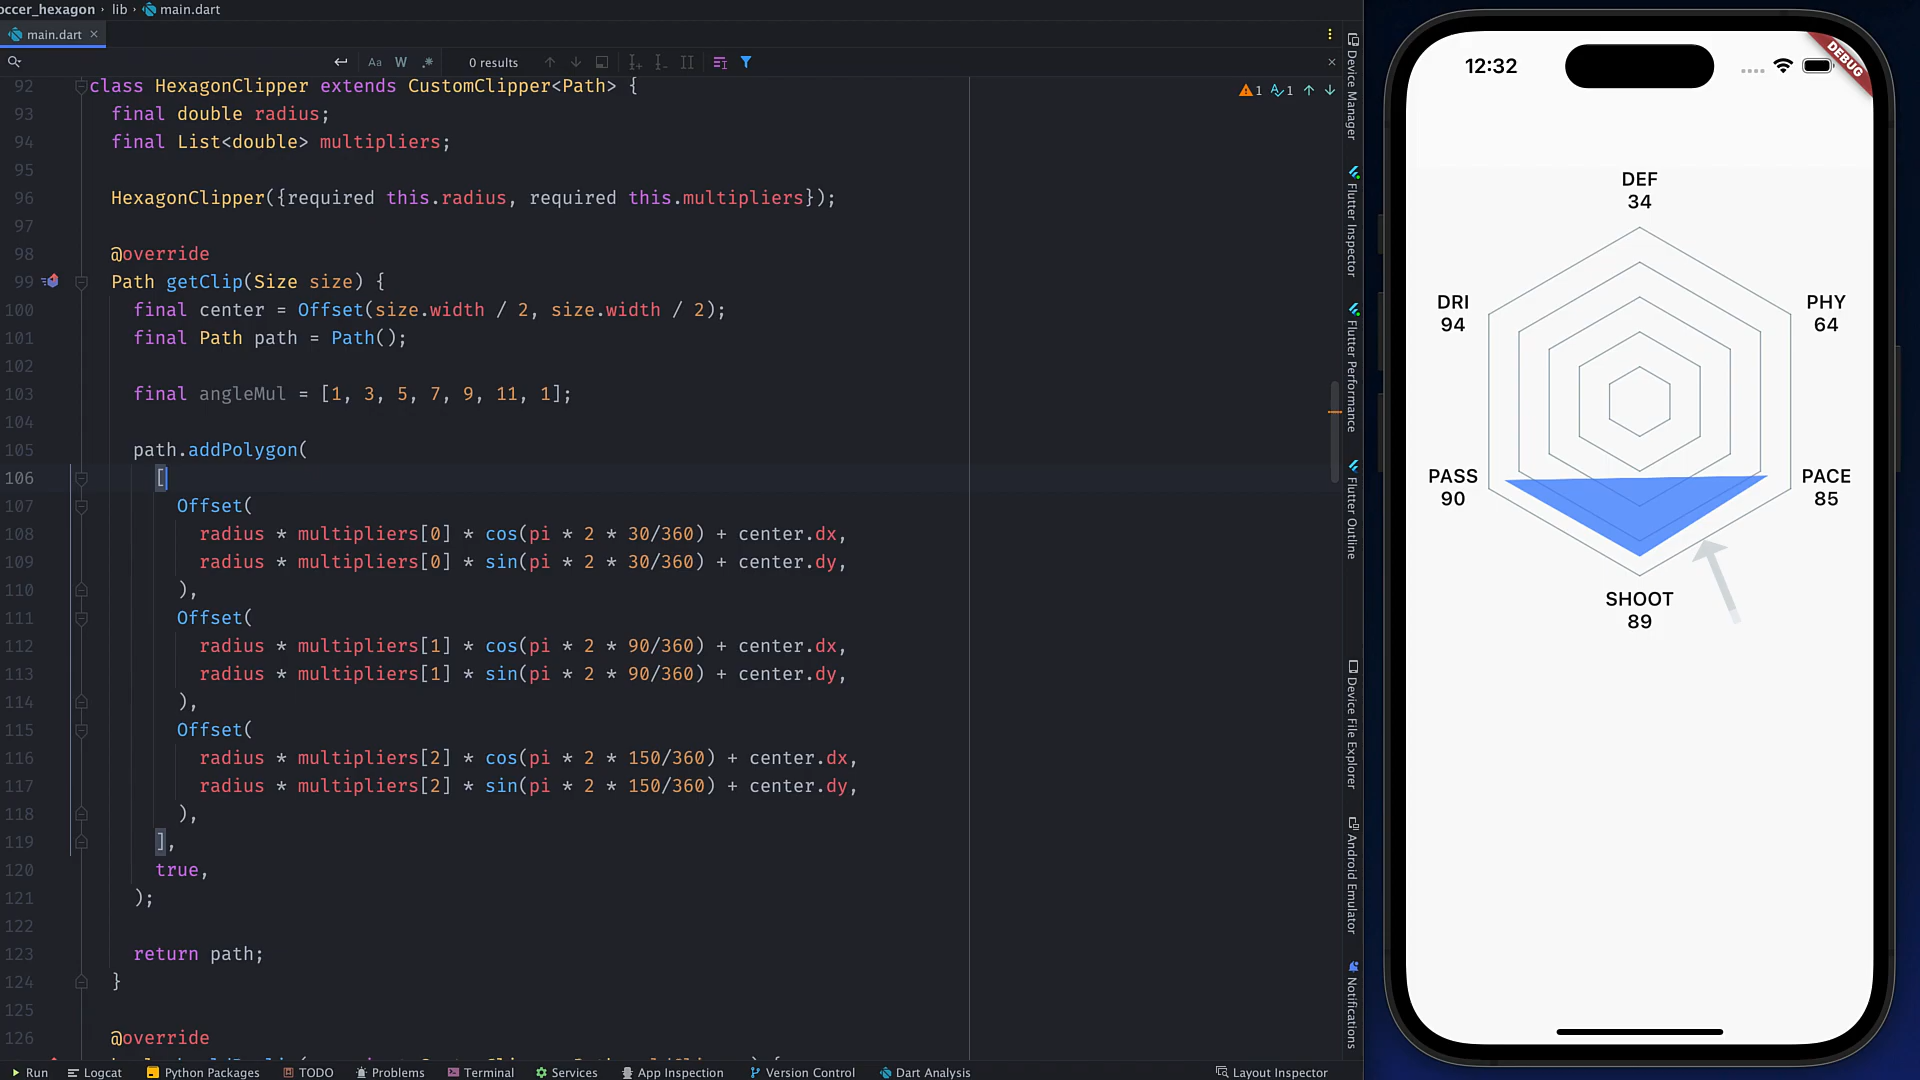 occer_hexagon › lib › main.dart
main.dart
Aa W .* 0 results
92 class HexagonClipper extends CustomClipper<Path> {
1 1
93 final double radius;
94 final List<double> multipliers;
95
96 HexagonClipper({required this.radius, required this.multipliers});
97
98 @override
99 Path getClip(Size size) {
100 final center = Offset(size.width / 2, size.width / 2);
101 final Path path = Path();
102
103 final angleMul = [1, 3, 5, 7, 9, 11, 1];
104
105 path.addPolygon(
106 [
107 Offset(
108 radius * multipliers[0] * cos(pi * 2 * 30/360) + center.dx,
109 radius * multipliers[0] * sin(pi * 2 * 30/360) + center.dy,
110 ),
111 Offset(
112 radius * multipliers[1] * cos(pi * 2 * 90/360) + center.dx,
113 radius * multipliers[1] * sin(pi * 2 * 90/360) + center.dy,
114 ),
115 Offset(
116 radius * multipliers[2] * cos(pi * 2 * 150/360) + center.dx,
117 radius * multipliers[2] * sin(pi * 2 * 150/360) + center.dy,
118 ),
119 ],
120 true,
121 );
122
123 return path;
124 }
125
126 @override
Run Logcat Python Packages TODO Problems Terminal Services App Inspection Version Control Dart Analysis Layout Inspector
Device Manager
Flutter Inspector
Flutter Performance
Flutter Outline
Device File Explorer
Android Emulator
Notifications
12:32
DEBUG
DEF
34
DRI
94
PHY
64
PASS
90
PACE
85
SHOOT
89